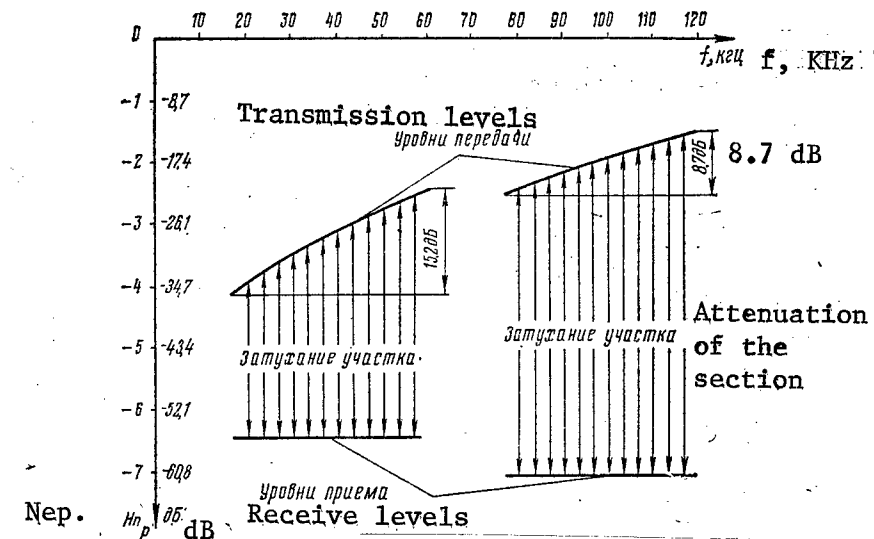 0 10 20 30 40 50 60 70 80 90 100 110 120
f, кгц f, KHz
-1 -8,7
Transmission levels
Уровни передачи
-2 -17,4
8,7дБ 8.7 dB
-3 -26,1
15,2дБ
-4 -34,7
Attenuation
Затухание участка
of the
-5 -43,4
Затухание участка
section
-6 -52,1
-7 -60,8
Уровни приема
Nep. Нп дБ dB Receive levels
р